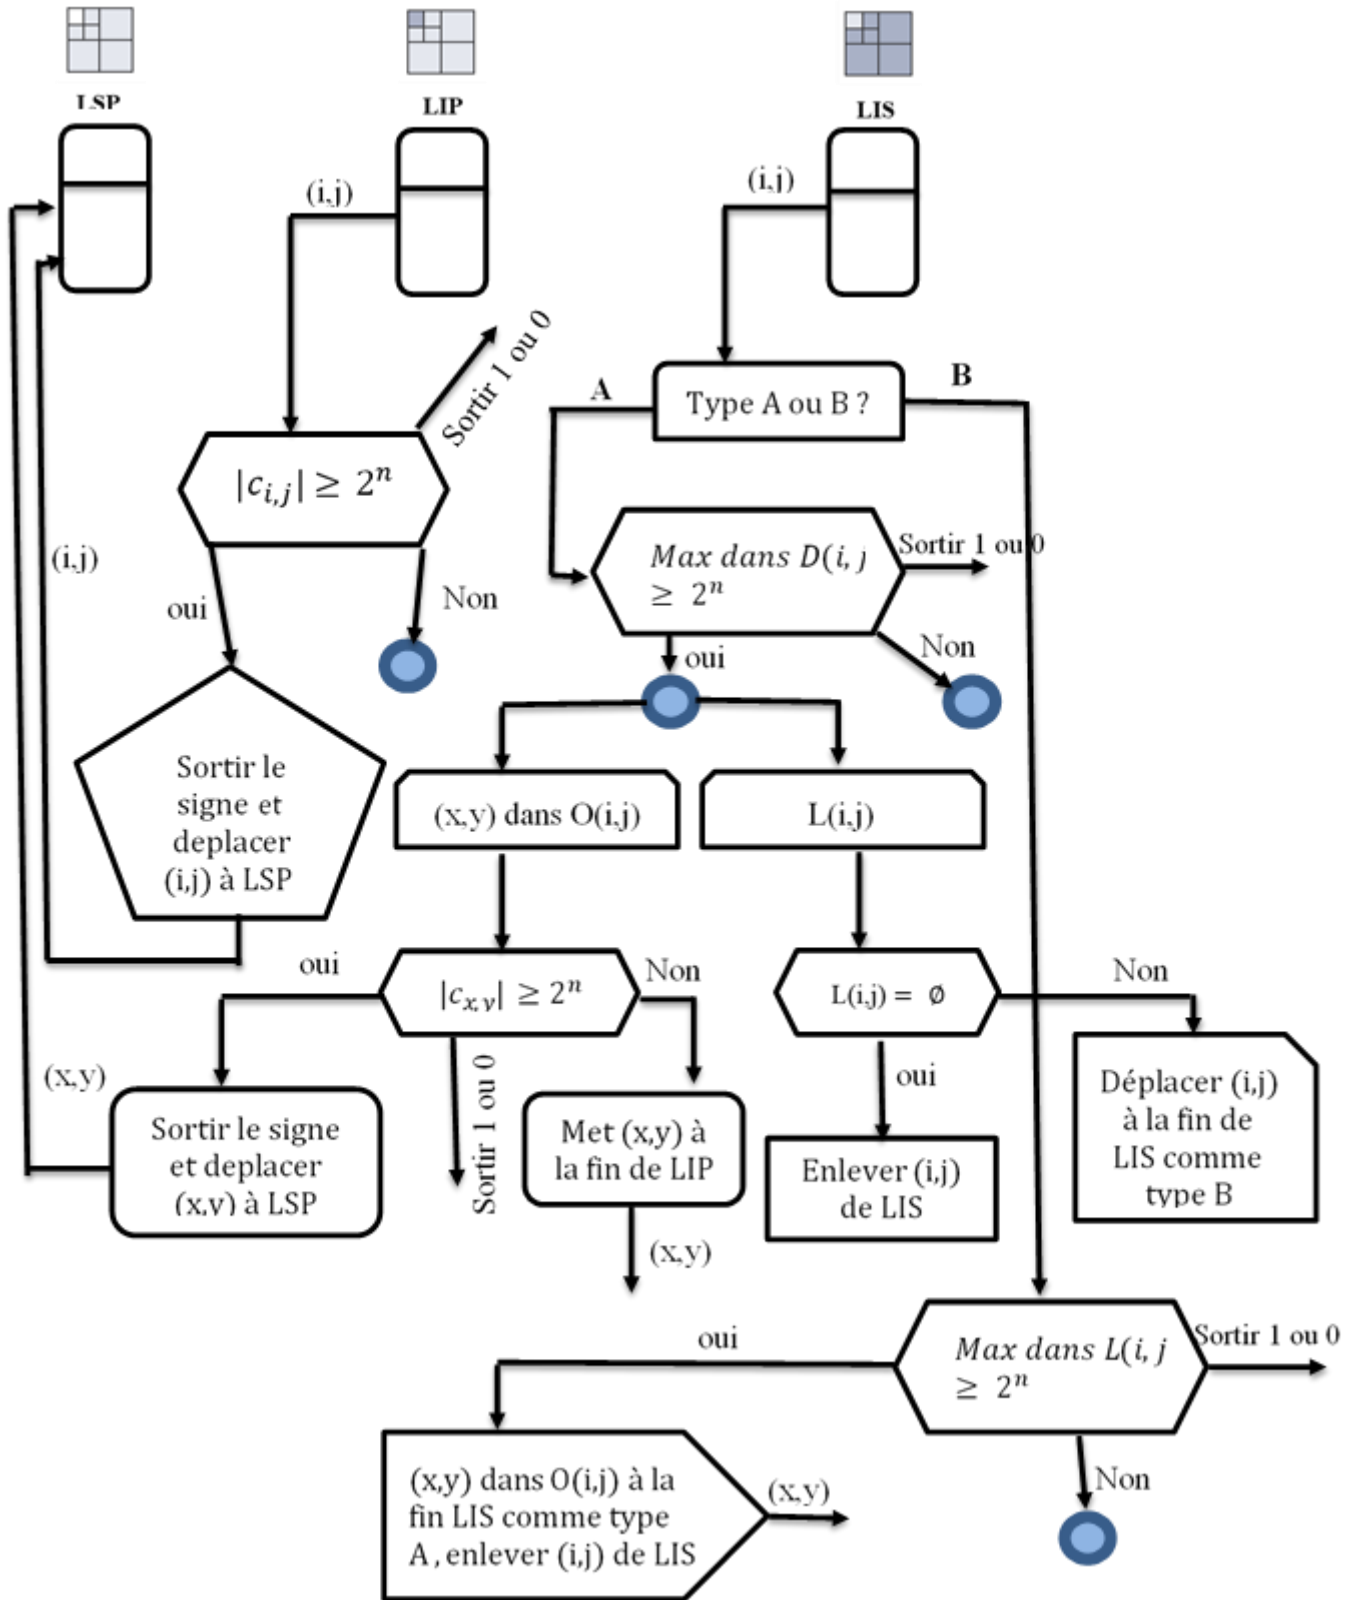 LSP
LIP
LIS
(i,j)
(i,j)
Sortir 1 ou 0
A
Type A ou B ?
B
|c_{i,j}| ≥ 2^n
(i,j)
oui
Non
Max dans D(i, j
≥ 2^n
Sortir 1 ou 0
oui
Non
Sortir le
signe et
deplacer
(i,j) à LSP
(x,y) dans O(i,j)
L(i,j)
oui
|c_{x,y}| ≥ 2^n
Non
L(i,j) = ∅
Non
(x,y)
Sortir le signe
et deplacer
(x,y) à LSP
Sortir 1 ou 0
Met (x,y) à
la fin de LIP
(x,y)
oui
Enlever (i,j)
de LIS
Déplacer (i,j)
à la fin de
LIS comme
type B
oui
Max dans L(i, j
≥ 2^n
Sortir 1 ou 0
Non
(x,y) dans O(i,j) à la
fin LIS comme type
A , enlever (i,j) de LIS
(x,y)